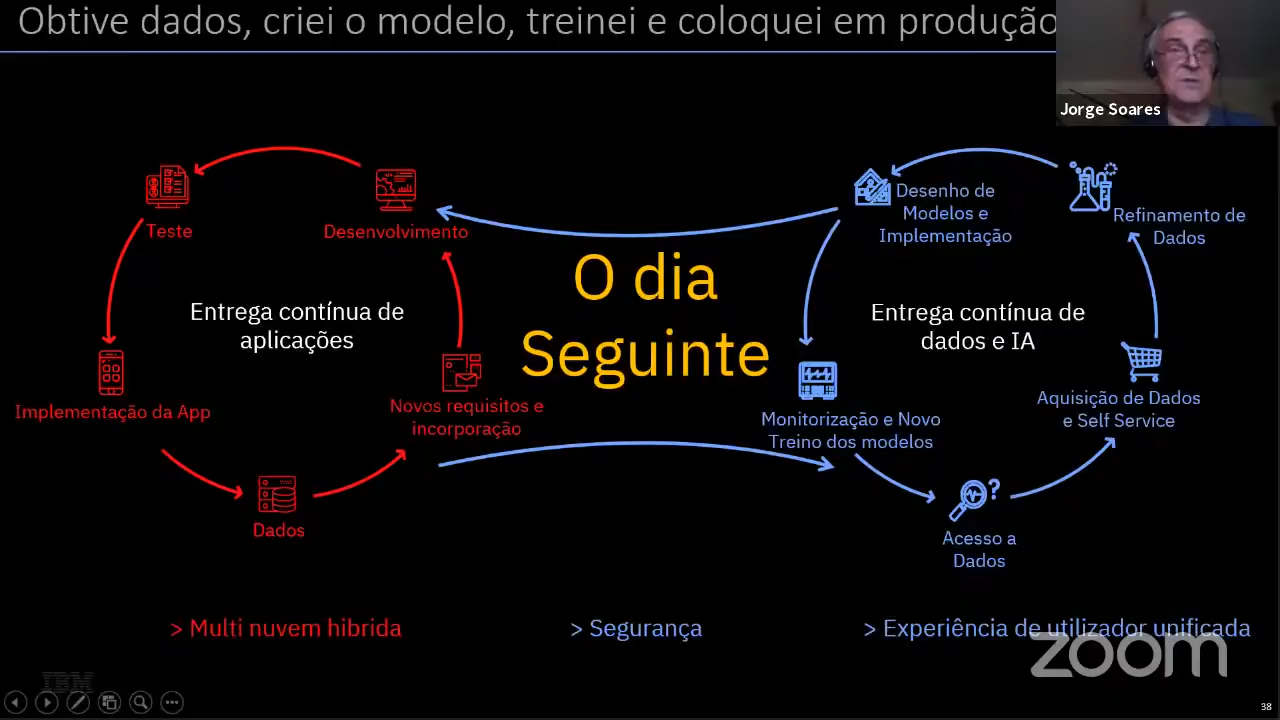 Obtive dados, criei o modelo, treinei e coloquei em produção
Jorge Soares
Teste
Desenvolvimento
Desenho de
Modelos e
Implementação
Refinamento de
Dados
O dia
Seguinte
Entrega contínua de
aplicações
Entrega contínua de
dados e IA
Implementação da App
Novos requisitos e
incorporação
Monitorização e Novo
Treino dos modelos
Aquisição de Dados
e Self Service
Dados
Acesso a
Dados
> Multi nuvem hibrida
> Segurança
> Experiência de utilizador unificada
zoom
IBM
38